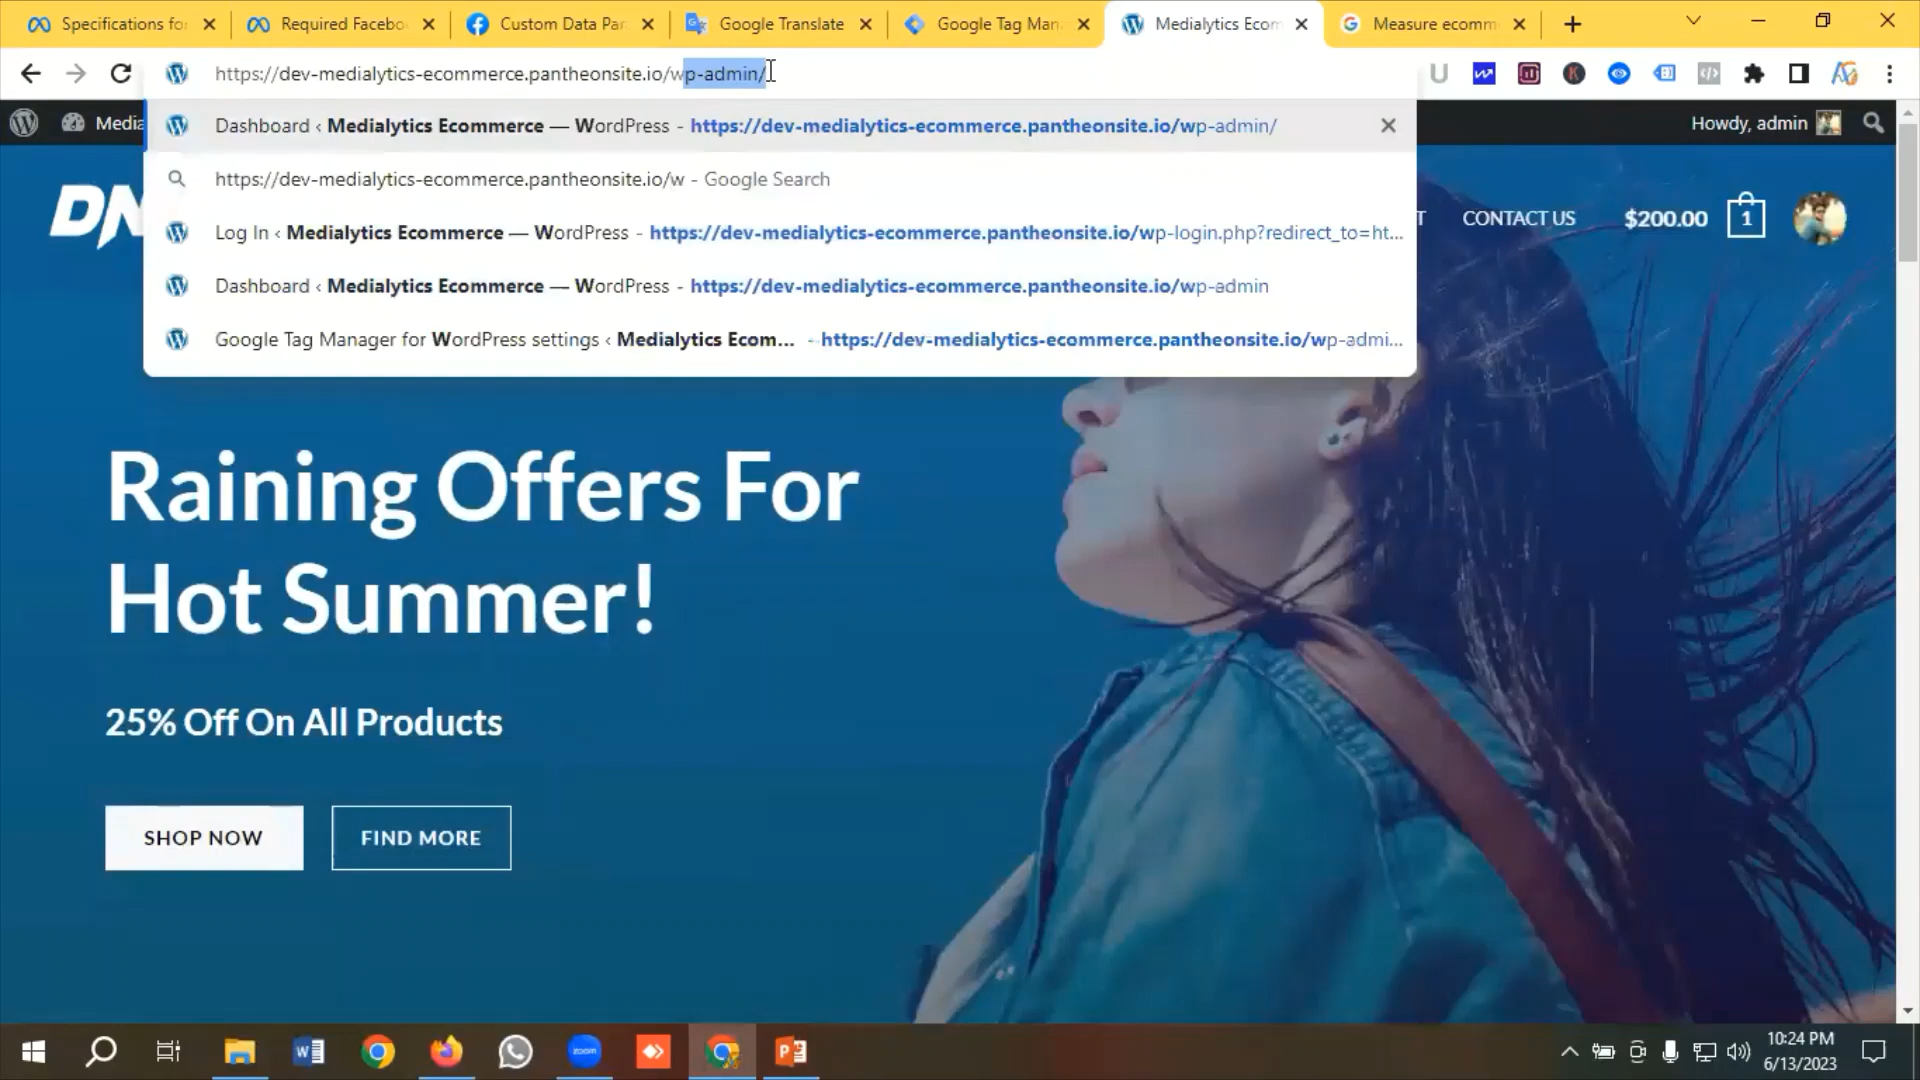 Specifications for
Required Facebo
Custom Data Par
Google Translate
Google Tag Man
Medialytics Ecom
Measure ecomm
https://dev-medialytics-ecommerce.pantheonsite.io/wp-admin/
Media
Dashboard ‹ Medialytics Ecommerce — WordPress - https://dev-medialytics-ecommerce.pantheonsite.io/wp-admin/
Howdy, admin
https://dev-medialytics-ecommerce.pantheonsite.io/w - Google Search
Log In ‹ Medialytics Ecommerce — WordPress - https://dev-medialytics-ecommerce.pantheonsite.io/wp-login.php?redirect_to=ht...
Dashboard ‹ Medialytics Ecommerce — WordPress - https://dev-medialytics-ecommerce.pantheonsite.io/wp-admin
Google Tag Manager for WordPress settings ‹ Medialytics Ecom... - https://dev-medialytics-ecommerce.pantheonsite.io/wp-admi...
DN
T
CONTACT US
$200.00
1
Raining Offers For
Hot Summer!
25% Off On All Products
SHOP NOW
FIND MORE
zoom
10:24 PM
6/13/2023